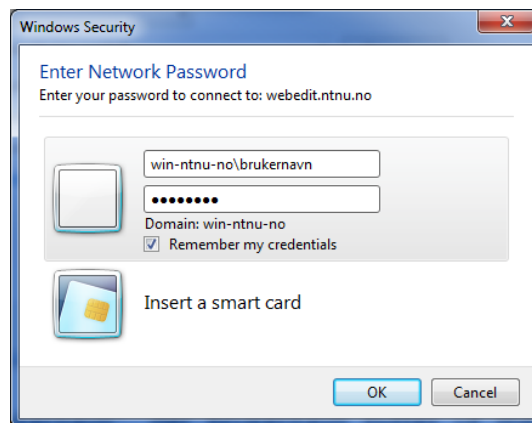 Windows Security
Enter Network Password
Enter your password to connect to: webedit.ntnu.no
win-ntnu-no\brukernavn
●●●●●●●●
Domain: win-ntnu-no
Remember my credentials
Insert a smart card
OK
Cancel